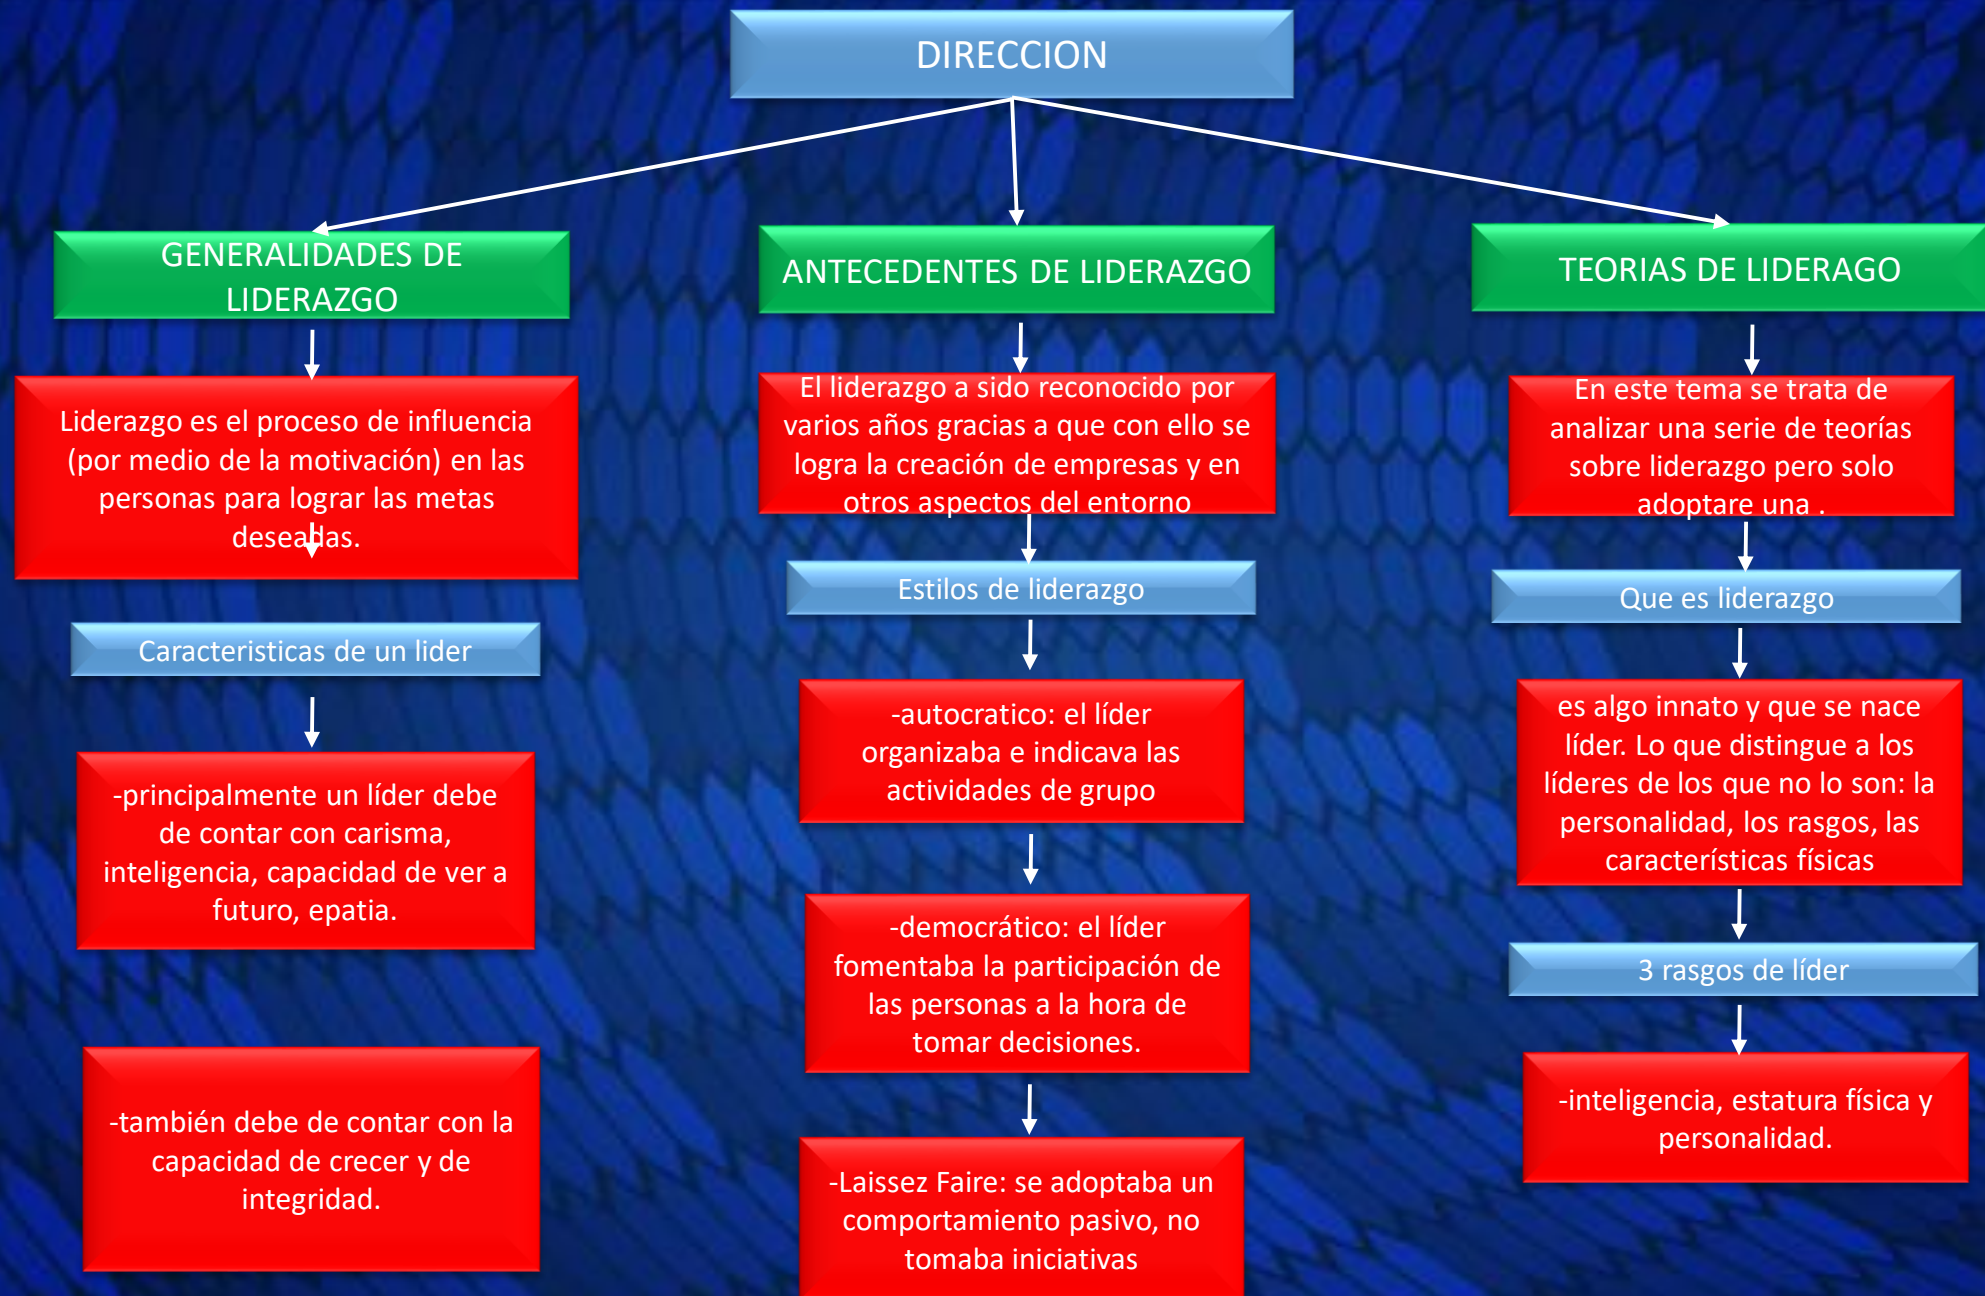 DIRECCION
GENERALIDADES DE
LIDERAZGO
Liderazgo es el proceso de influencia
(por medio de la motivación) en las
personas para lograr las metas
deseadas.
Caracteristicas de un lider
-principalmente un líder debe
de contar con carisma,
inteligencia, capacidad de ver a
futuro, epatia.
-también debe de contar con la
capacidad de crecer y de
integridad.
ANTECEDENTES DE LIDERAZGO
El liderazgo a sido reconocido por
varios años gracias a que con ello se
logra la creación de empresas y en
otros aspectos del entorno
Estilos de liderazgo
-autocratico: el líder
organizaba e indicava las
actividades de grupo
-democrático: el líder
fomentaba la participación de
las personas a la hora de
tomar decisiones.
-Laissez Faire: se adoptaba un
comportamiento pasivo, no
tomaba iniciativas
TEORIAS DE LIDERAGO
En este tema se trata de
analizar una serie de teorías
sobre liderazgo pero solo
adoptare una .
Que es liderazgo
es algo innato y que se nace
líder. Lo que distingue a los
líderes de los que no lo son: la
personalidad, los rasgos, las
características físicas
3 rasgos de líder
-inteligencia, estatura física y
personalidad.